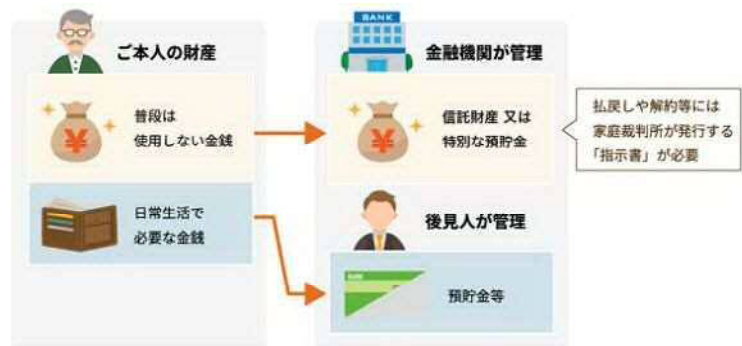 ご本人の財産
普段は
使用しない金銭
日常生活で
必要な金銭
BANK
金融機関が管理
信託財産 又は
特別な預貯金
払戻しや解約等には
家庭裁判所が発行する
「指示書」が必要
後見人が管理
預貯金等